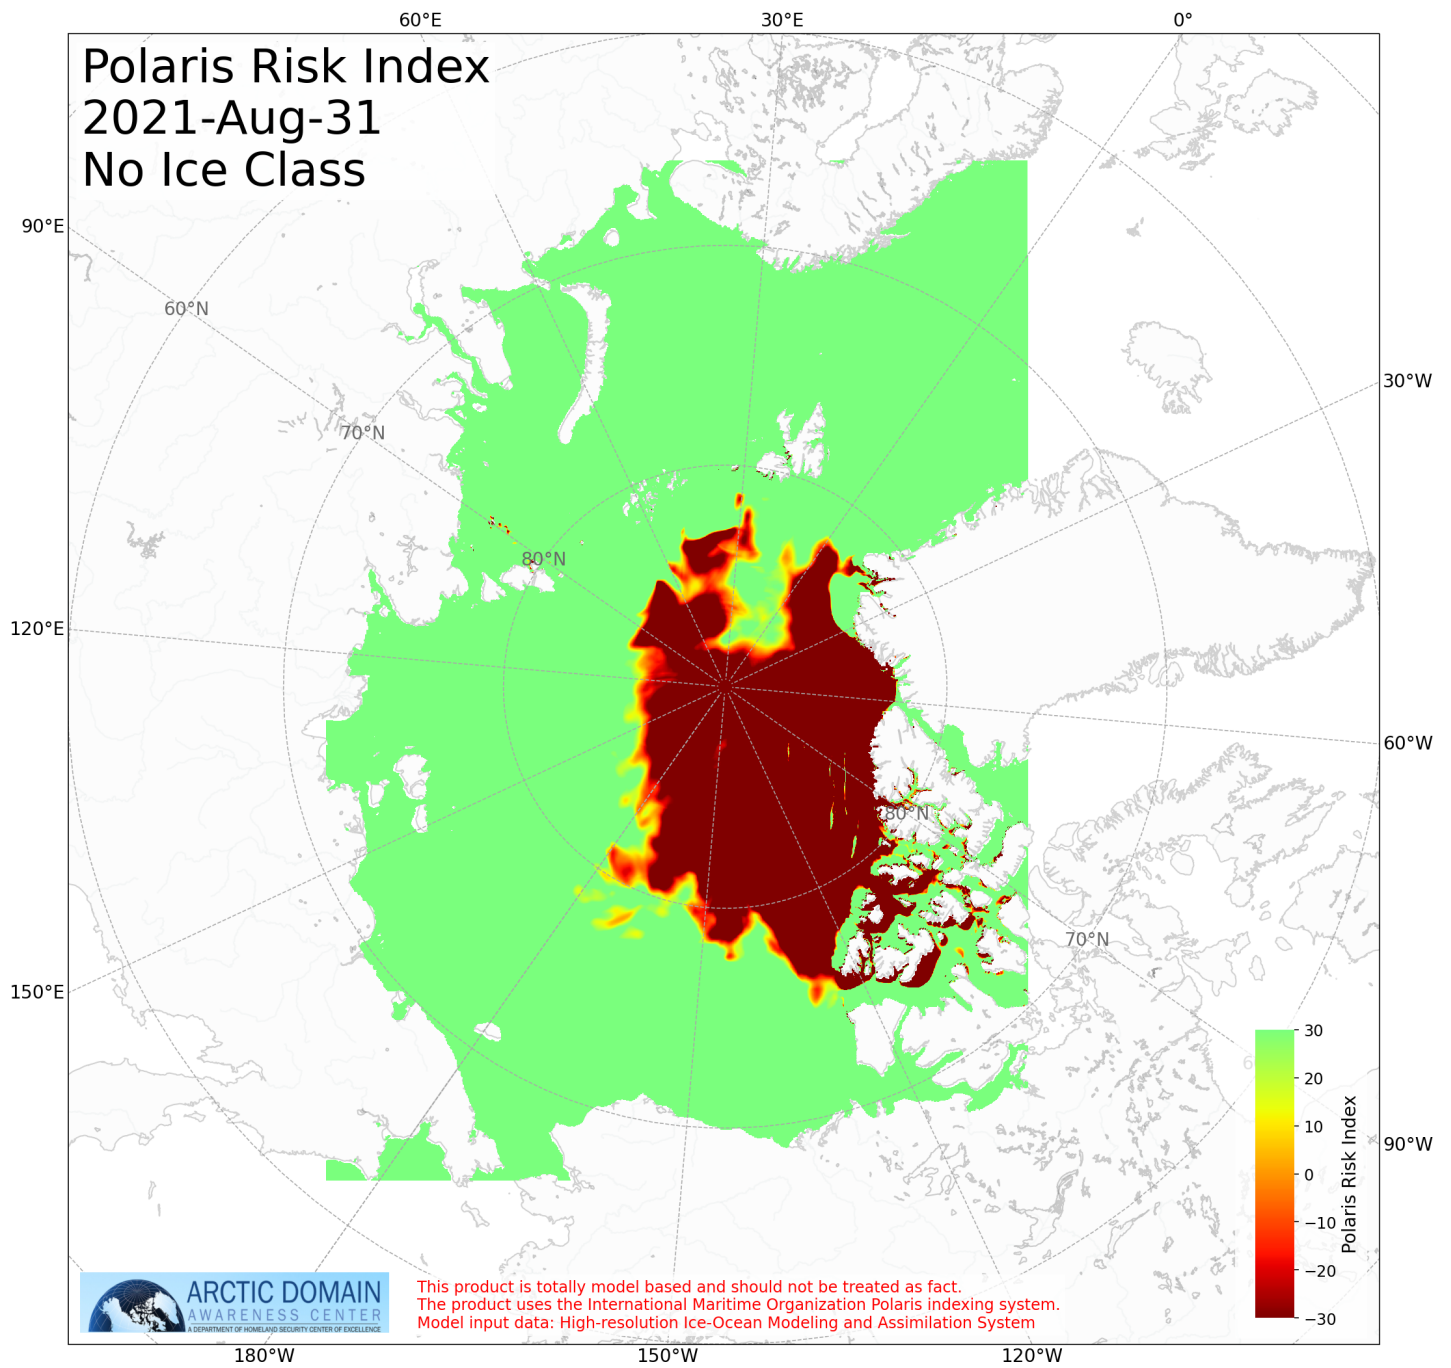 60°E
30°E
0°
Polaris Risk Index
2021-Aug-31
No Ice Class
90°E
60°N
30°W
70°N
80°N
120°E
60°W
80°N
70°N
150°E
30
20
10
0
−10
−20
−30
Polaris Risk Index
90°W
ARCTIC DOMAIN
AWARENESS CENTER
A DEPARTMENT OF HOMELAND SECURITY CENTER OF EXCELLENCE
This product is totally model based and should not be treated as fact.
The product uses the International Maritime Organization Polaris indexing system.
Model input data: High-resolution Ice-Ocean Modeling and Assimilation System
180°W
150°W
120°W